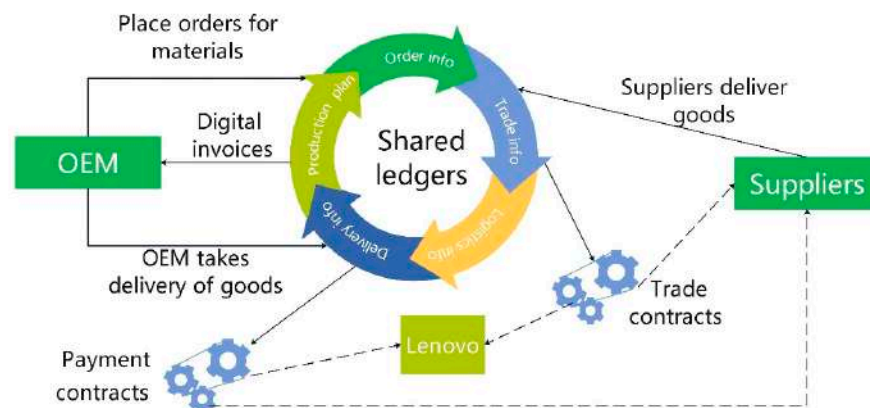 Place orders for
materials
Order info
Suppliers deliver
goods
Production plan
Trade info
Digital
invoices
Shared
ledgers
OEM
Suppliers
Delivery info
Logistics info
OEM takes
delivery of goods
Trade
contracts
Lenovo
Payment
contracts